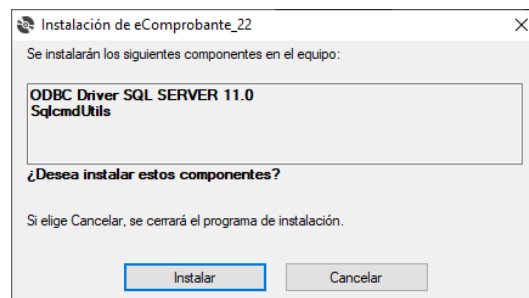 Instalación de eComprobante_22
Se instalarán los siguientes componentes en el equipo:
ODBC Driver SQL SERVER 11.0
SqlcmdUtils
¿Desea instalar estos componentes?
Si elige Cancelar, se cerrará el programa de instalación.
Instalar
Cancelar